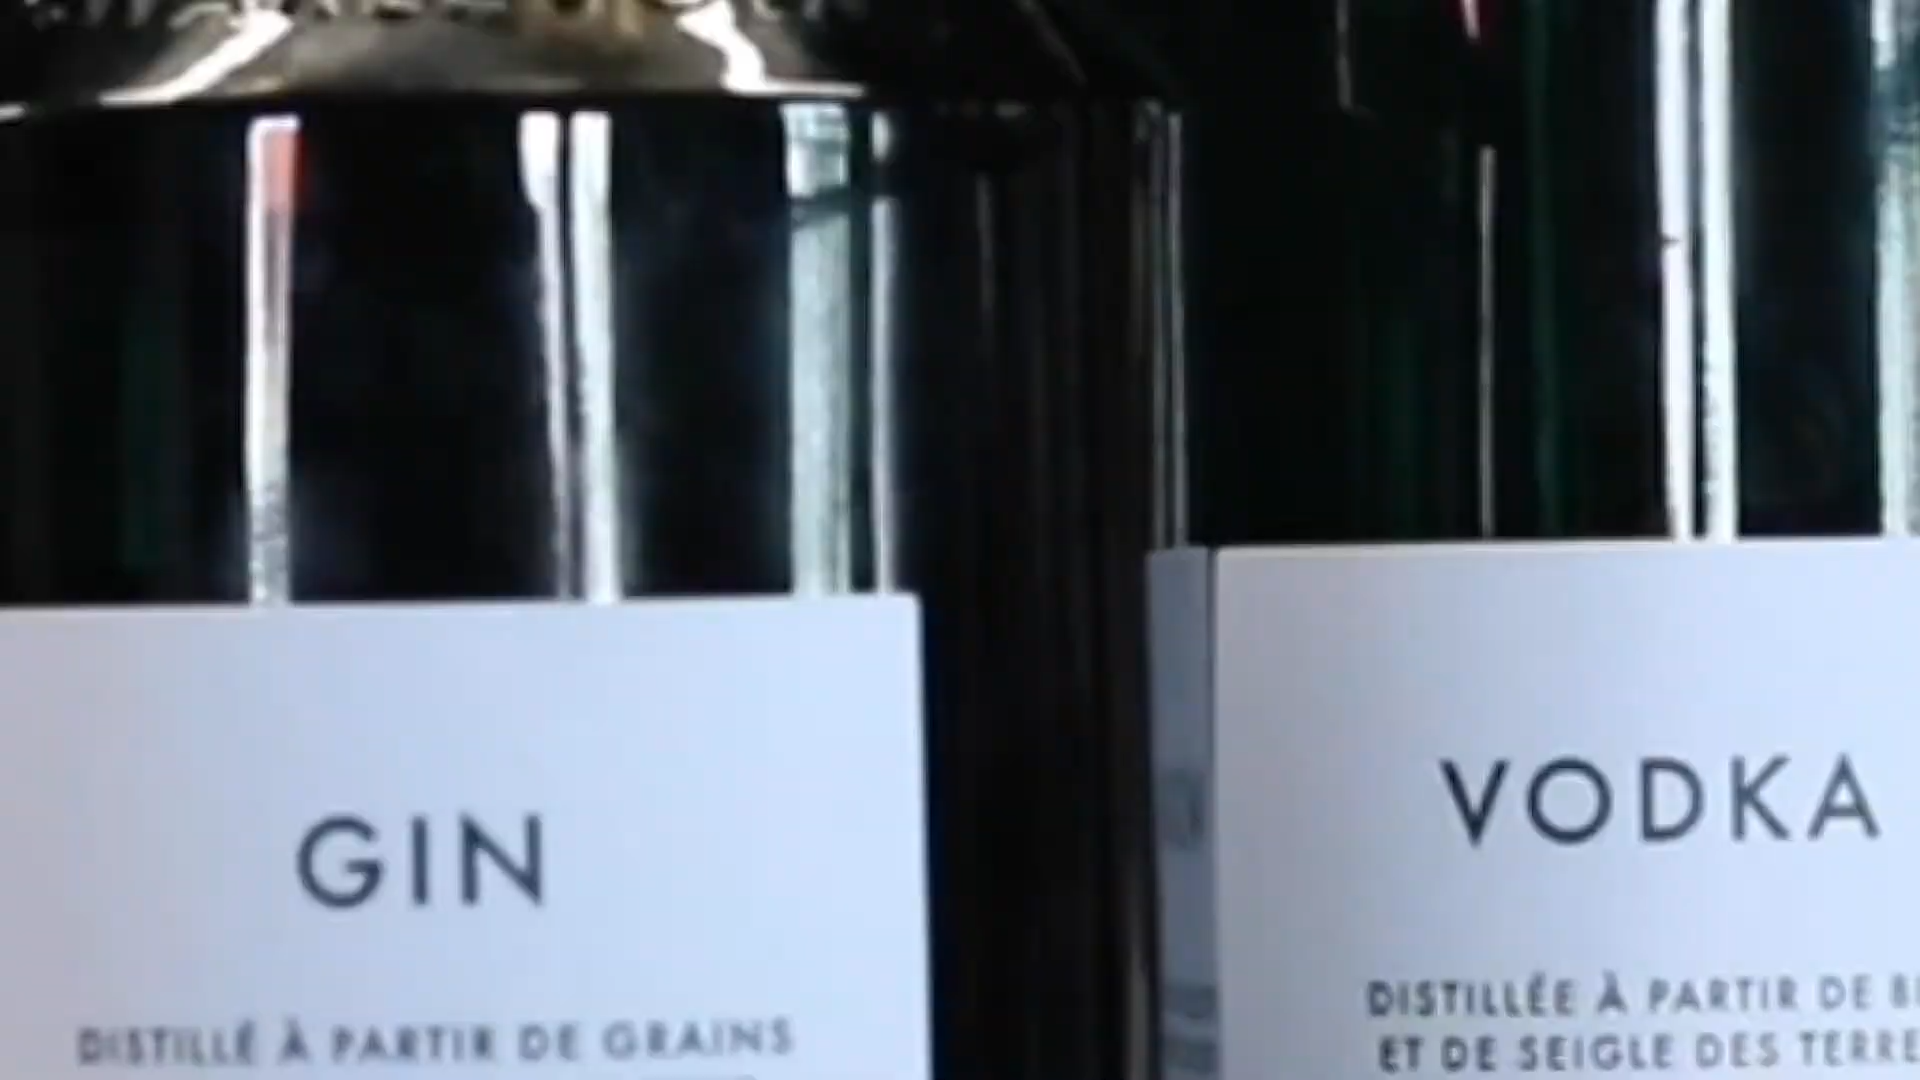 GIN
DISTILLÉ À PARTIR DE GRAINS
VODKA
DISTILLÉE À PARTIR DE
ET DE SEIGLE DES